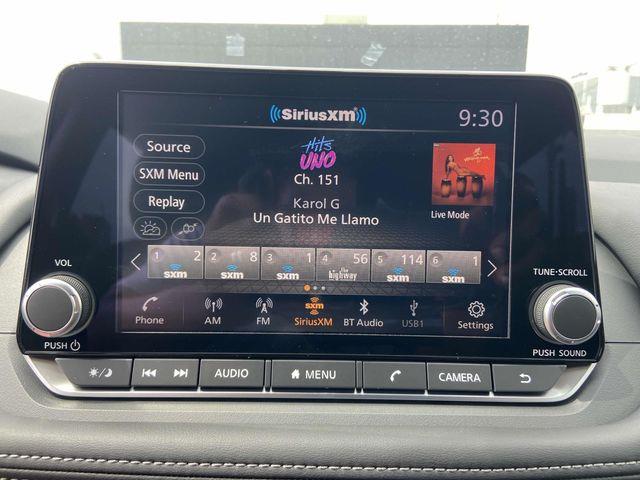 SiriusXM
9:30
Source
SXM Menu
Replay
Hits
UNO
Ch. 151
Karol G
Un Gatito Me Llamo
Live Mode
1 2 sxm
2 8 sxm
3 1 sxm
4 56 the highway
5 114 sxm
6 1 sxm
Phone
AM
FM
sxm
SiriusXM
BT Audio
USB1
Settings
VOL
PUSH
TUNE·SCROLL
PUSH SOUND
AUDIO
MENU
CAMERA